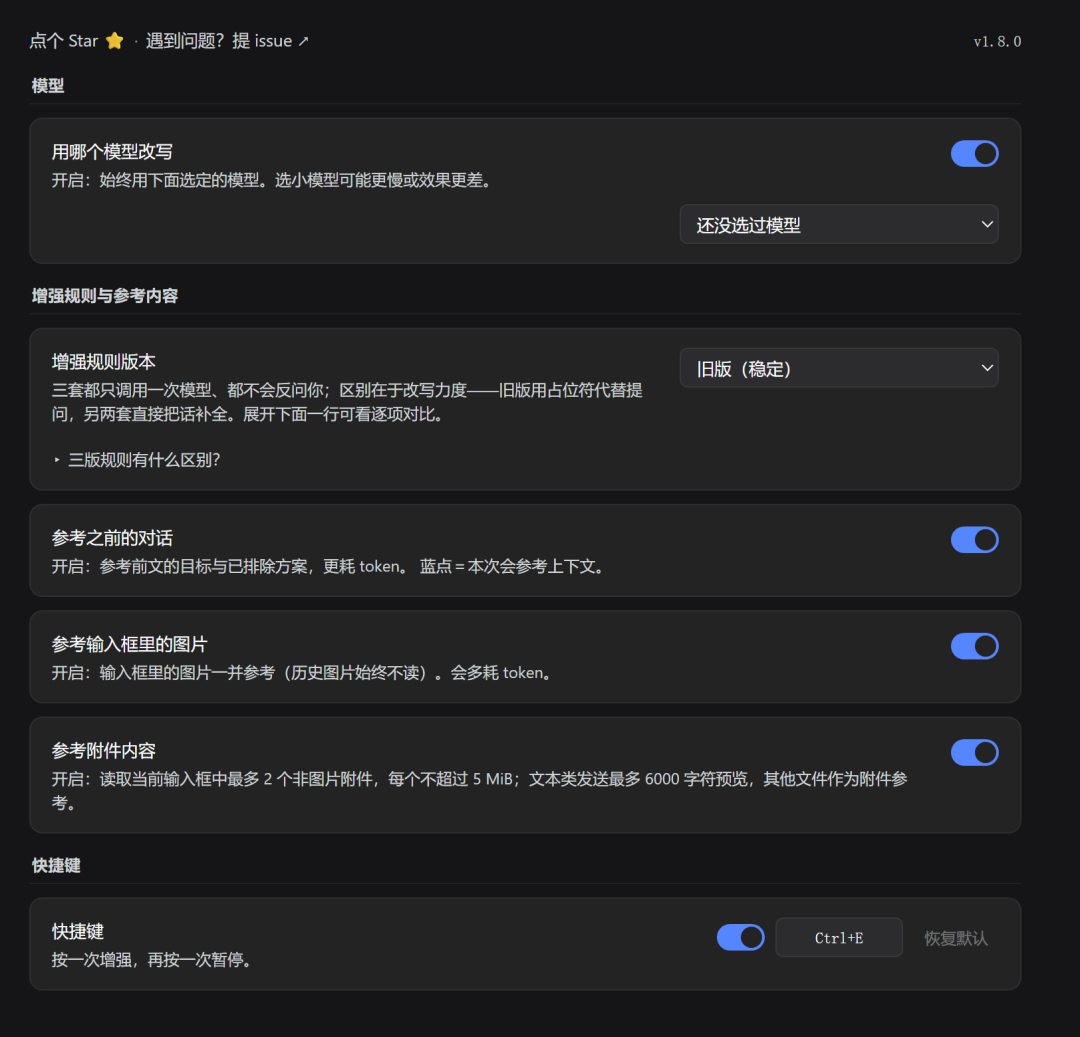 点个 Star ⭐ · 遇到问题？提 issue ↗
v1.8.0
模型
用哪个模型改写
开启：始终用下面选定的模型。选小模型可能更慢或效果更差。
还没选过模型
增强规则与参考内容
增强规则版本
旧版（稳定）
三套都只调用一次模型、都不会反问你；区别在于改写力度——旧版用占位符代替提
问，另两套直接把话补全。展开下面一行可看逐项对比。
‣ 三版规则有什么区别？
参考之前的对话
开启：参考前文的目标与已排除方案，更耗 token。 蓝点＝本次会参考上下文。
参考输入框里的图片
开启：输入框里的图片一并参考（历史图片始终不读）。会多耗 token。
参考附件内容
开启：读取当前输入框中最多 2 个非图片附件，每个不超过 5 MiB；文本类发送最多 6000 字符预览，其他文件作为附件参
考。
快捷键
快捷键
Ctrl+E
恢复默认
按一次增强，再按一次暂停。